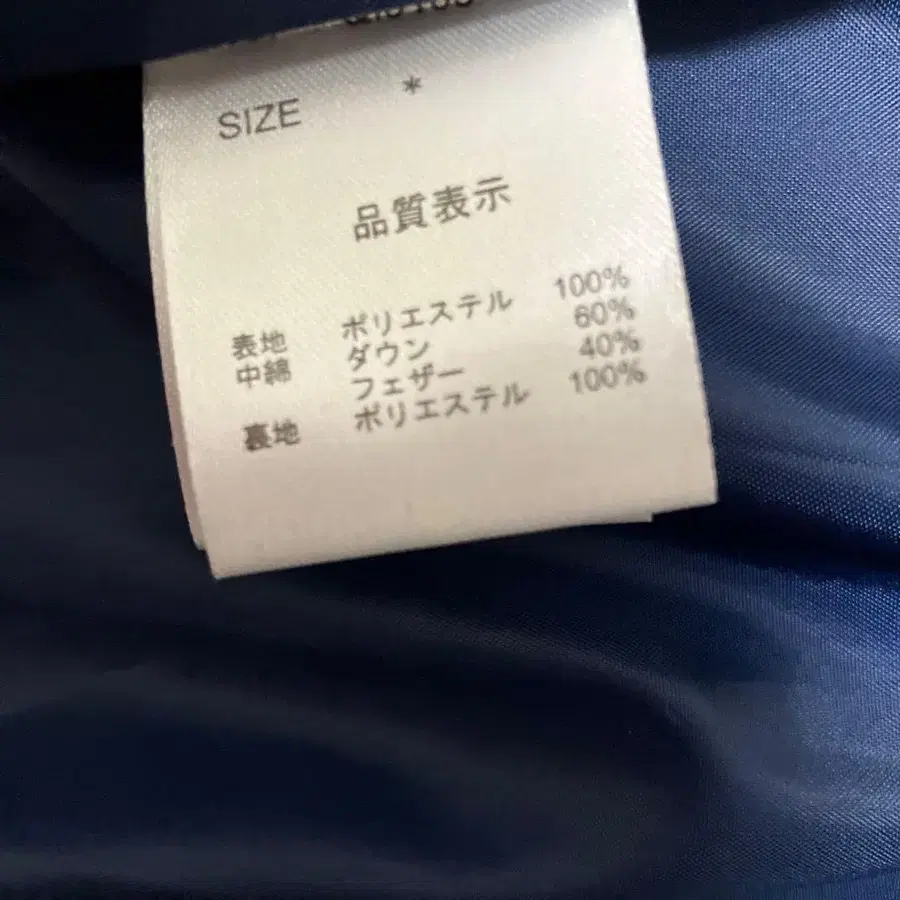 SIZE *
品質表示
表地 ポリエステル 100%
中綿 ダウン 60%
フェザー 40%
裏地 ポリエステル 100%